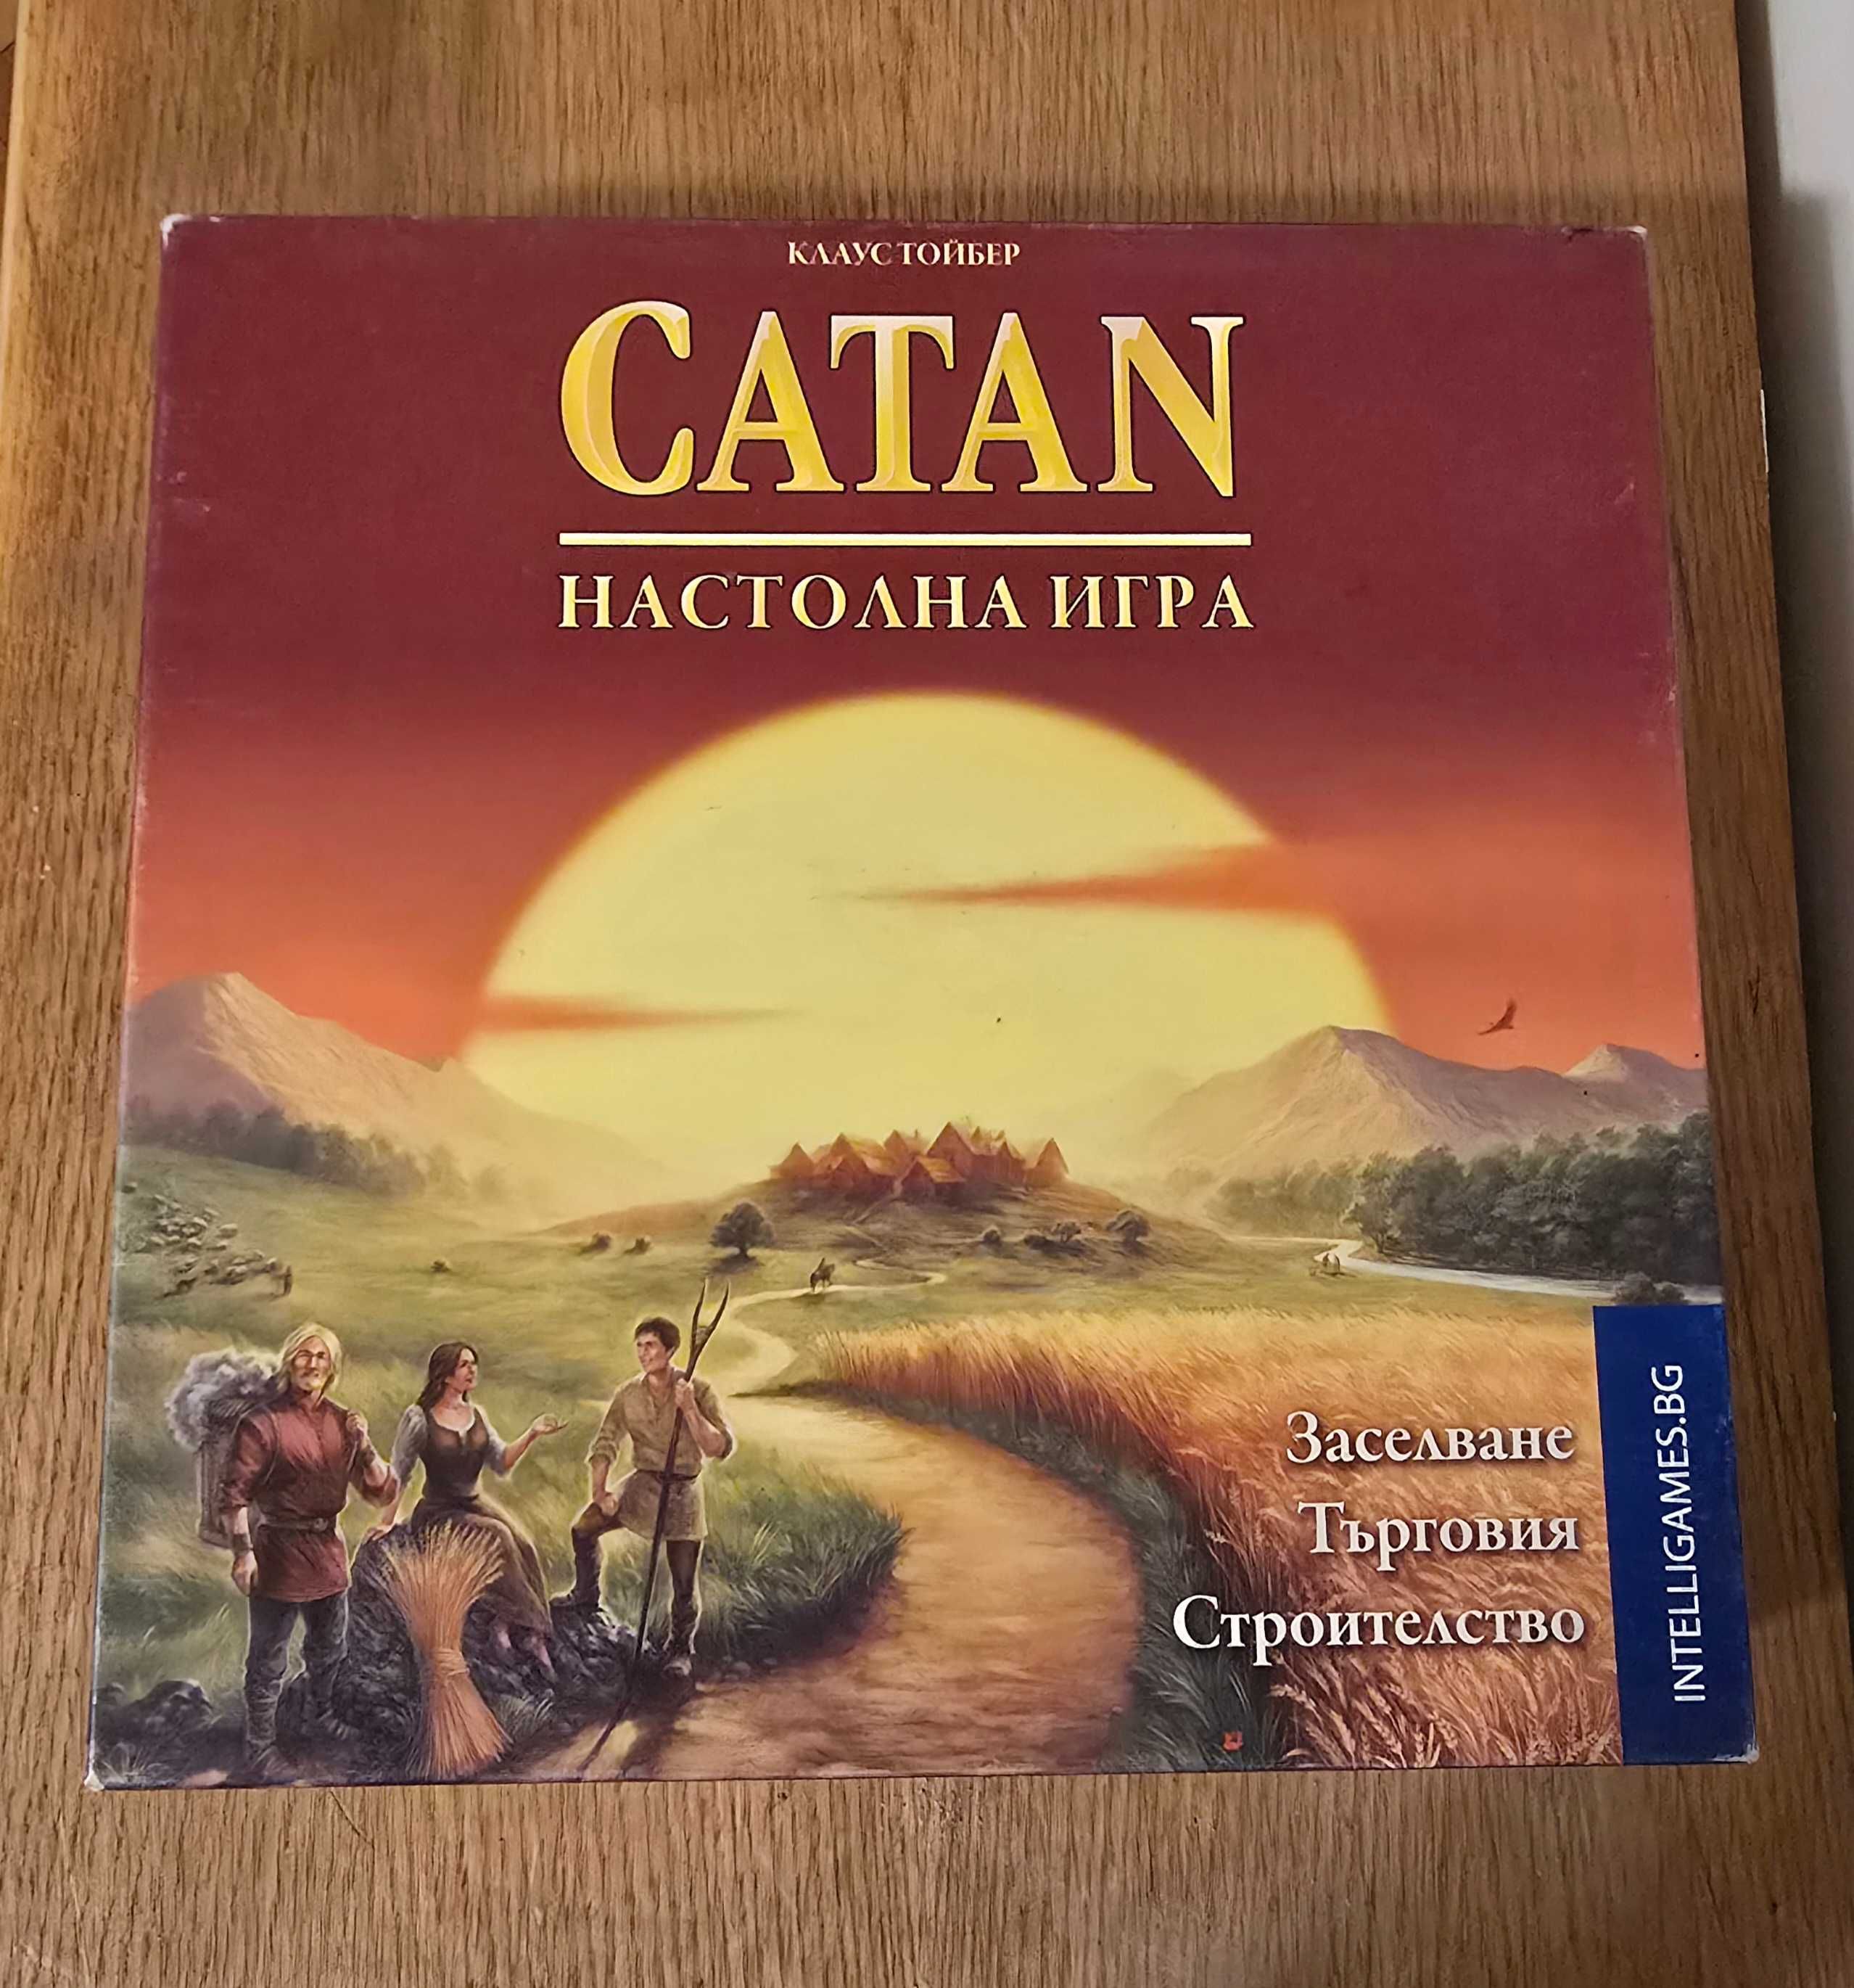 КЛАУС ТОЙБЕР
CATAN
НАСТОЛНА ИГРА
Заселване
Търговия
Строителство
INTELLIGAMES.BG